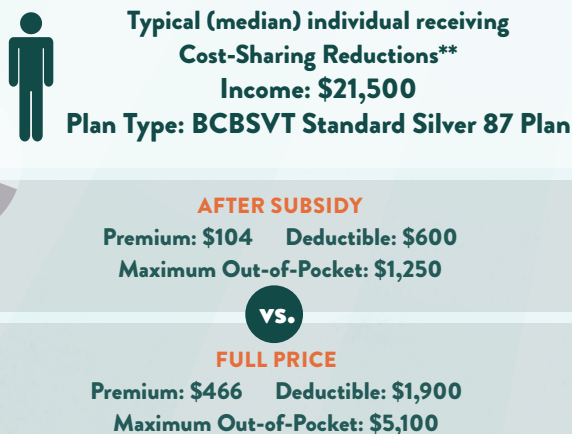 Typical (median) individual receiving
Cost-Sharing Reductions**
Income: $21,500
Plan Type: BCBSVT Standard Silver 87 Plan
AFTER SUBSIDY
Premium: $104 Deductible: $600
Maximum Out-of-Pocket: $1,250
vs.
FULL PRICE
Premium: $466 Deductible: $1,900
Maximum Out-of-Pocket: $5,100